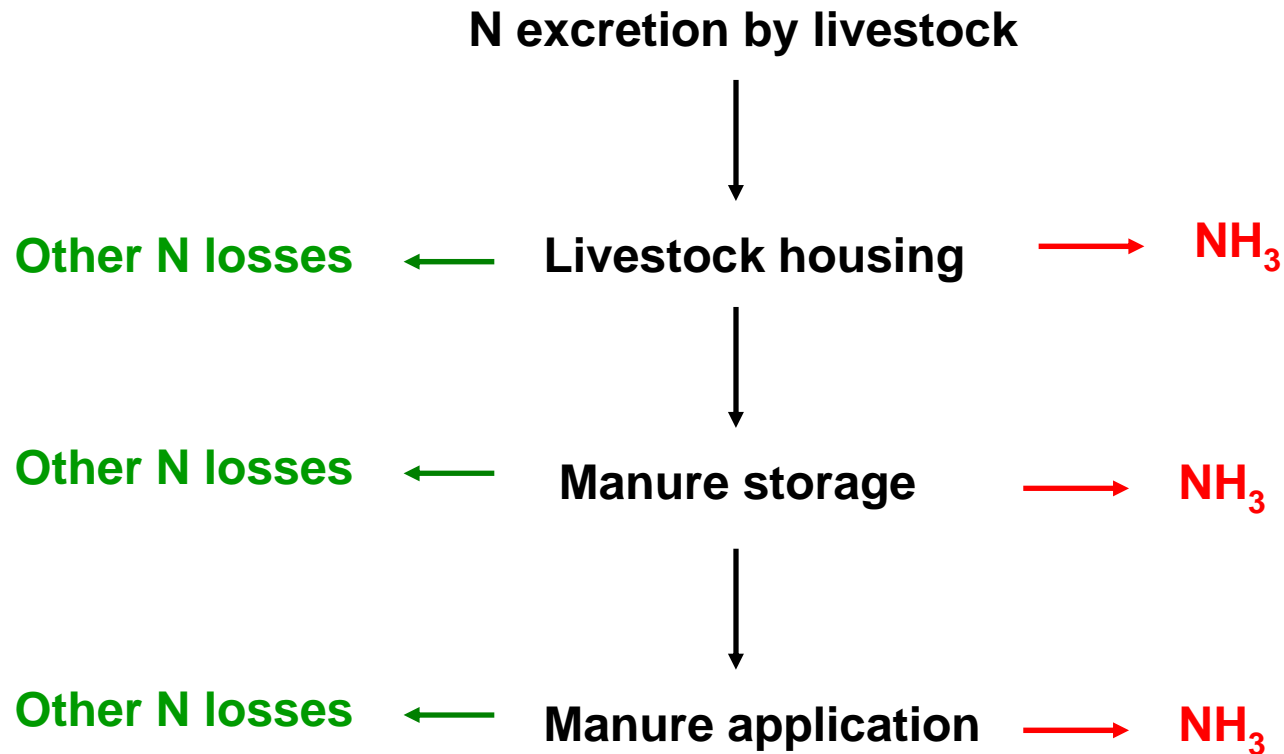 N excretion by livestock
Other N losses
Livestock housing
NH₃
Other N losses
Manure storage
NH₃
Other N losses
Manure application
NH₃